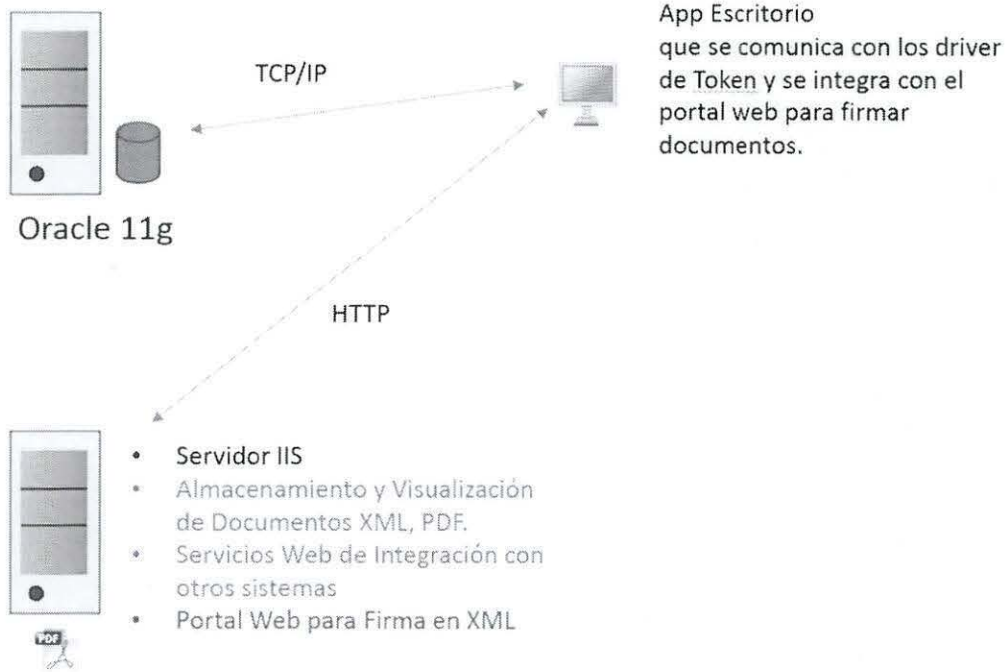 App Escritorio
que se comunica con los driver
de Token y se integra con el
portal web para firmar
documentos.
TCP/IP
Oracle 11g
HTTP
• Servidor IIS
• Almacenamiento y Visualización
de Documentos XML, PDF.
• Servicios Web de Integración con
otros sistemas
• Portal Web para Firma en XML
PDF